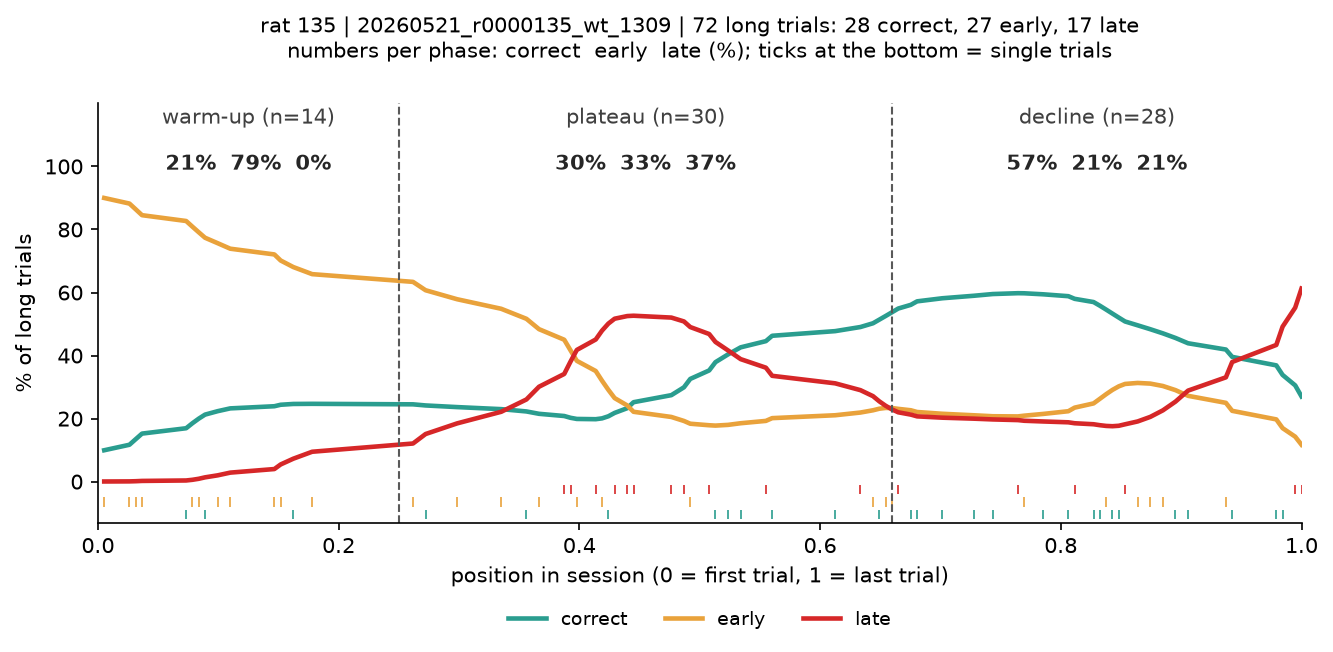 rat 135 | 20260521_r0000135_wt_1309 | 72 long trials: 28 correct, 27 early, 17 late
numbers per phase: correct  early  late (%); ticks at the bottom = single trials
warm-up (n=14)
plateau (n=30)
decline (n=28)
21%  79%  0%
30%  33%  37%
57%  21%  21%
100
80
60
40
20
0
% of long trials
0.0
0.2
0.4
0.6
0.8
1.0
position in session (0 = first trial, 1 = last trial)
correct
early
late